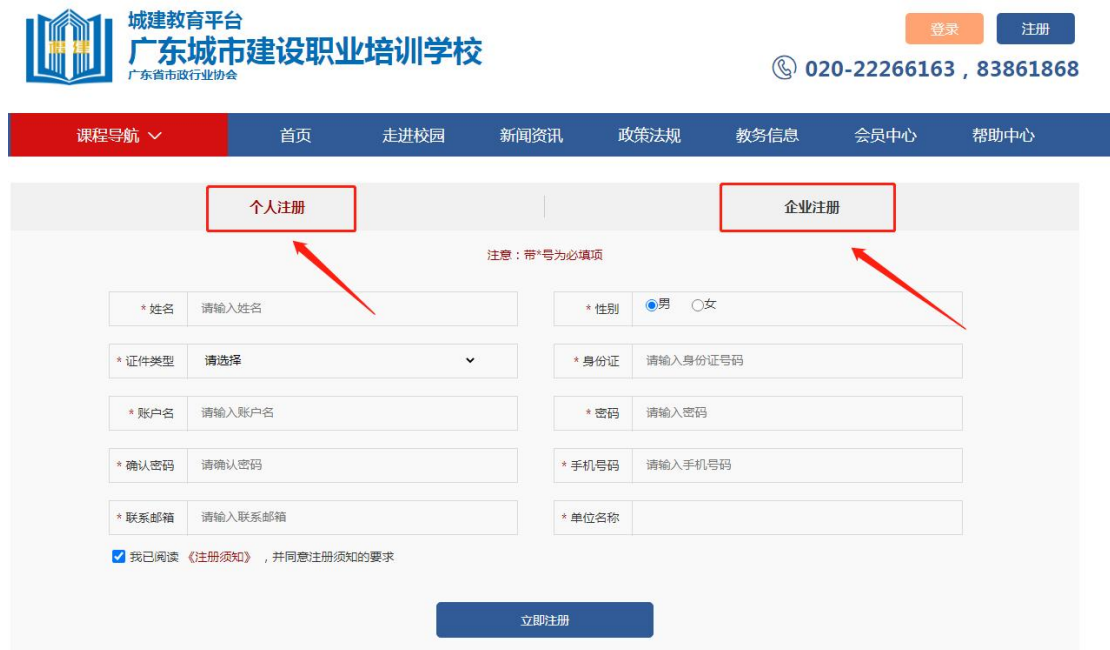 城建教育平台
广东城市建设职业培训学校
广东省市政行业协会
登录 注册
020-22266163，83861868
课程导航 首页 走进校园 新闻资讯 政策法规 教务信息 会员中心 帮助中心
个人注册 企业注册
注意：带*号为必填项
* 姓名 请输入姓名 * 性别 男 女
* 证件类型 请选择 * 身份证 请输入身份证号码
* 账户名 请输入账户名 * 密码 请输入密码
* 确认密码 请确认密码 * 手机号码 请输入手机号码
* 联系邮箱 请输入联系邮箱 * 单位名称
我已阅读 《注册须知》 ，并同意注册须知的要求
立即注册